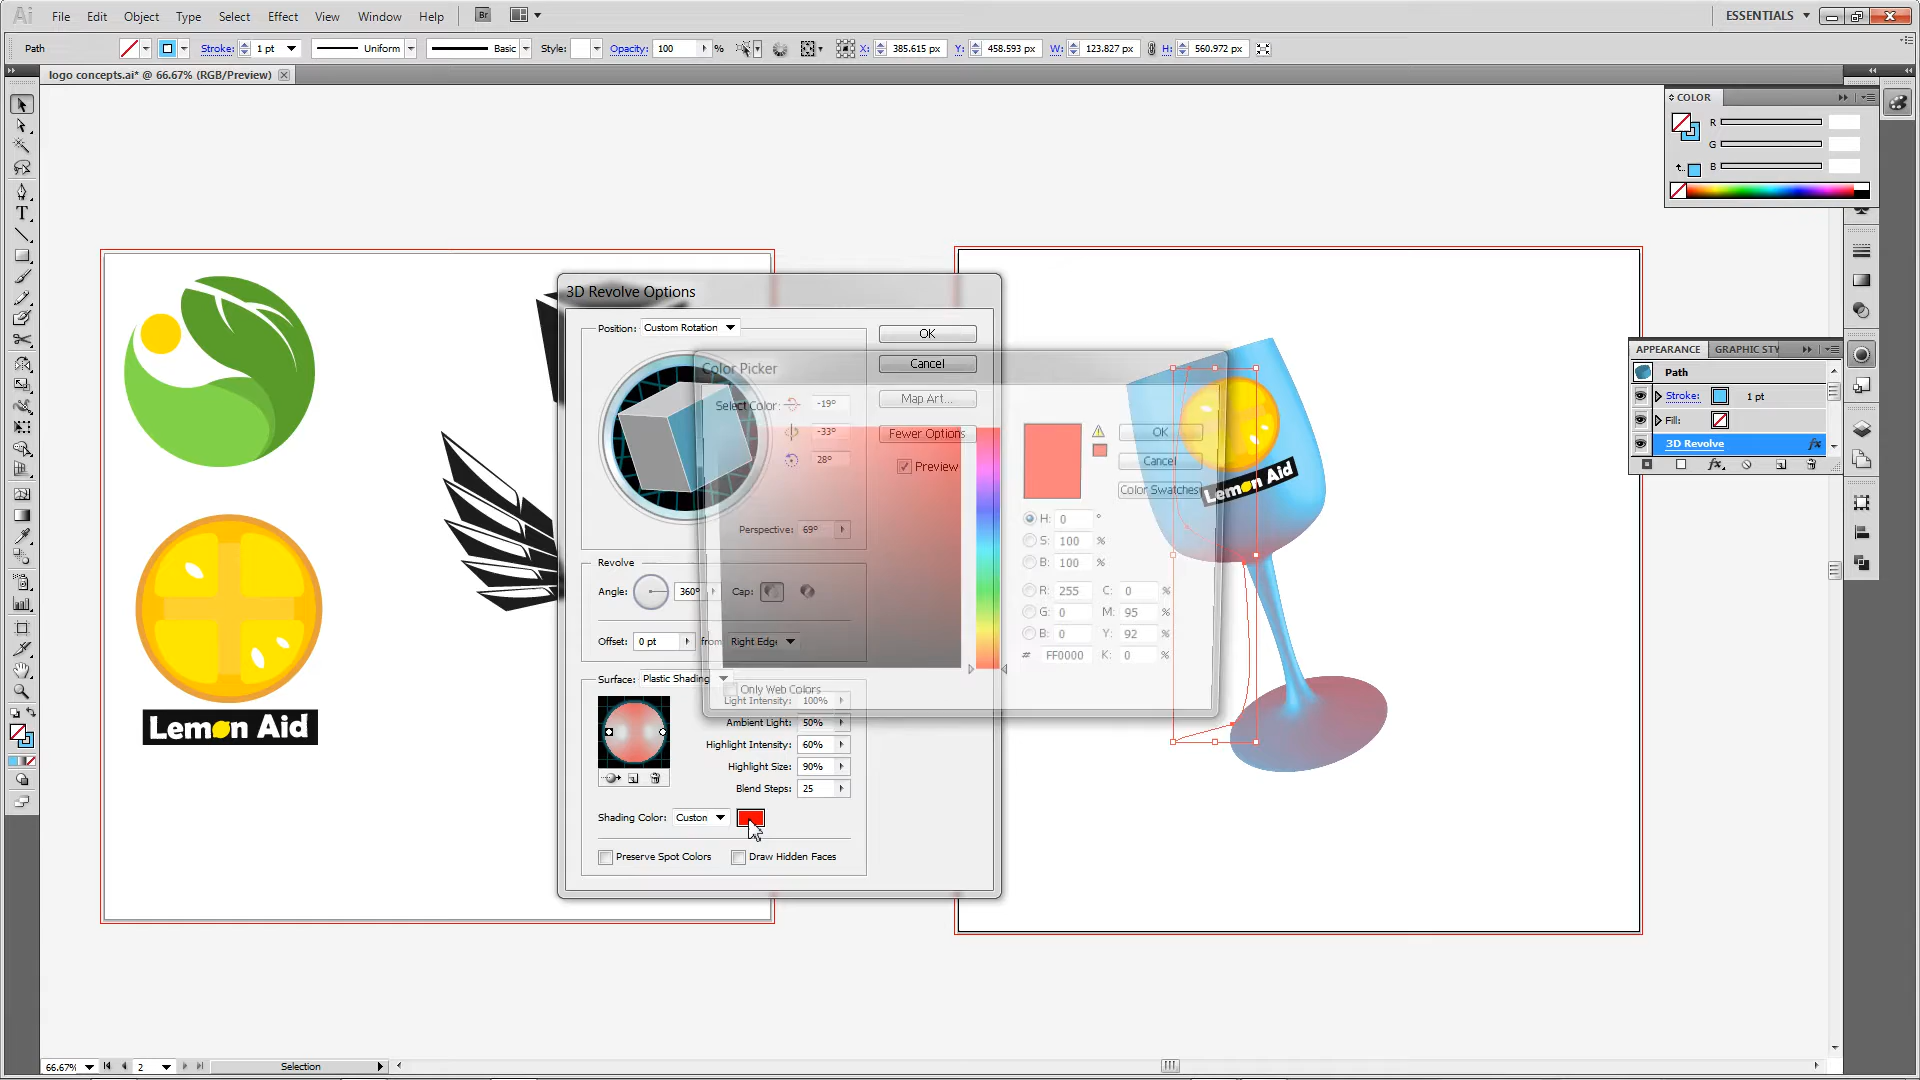 Ai File Edit Object Type Select Effect View Window Help Br ESSENTIALS
Path Stroke: 1 pt Uniform Basic Style: Opacity: 100 % X: 385.615 px Y: 458.593 px W: 123.827 px H: 560.972 px
logo concepts.ai* @ 66.67% (RGB/Preview)
COLOR
R
G
B
3D Revolve Options
Position: Custom Rotation OK
Cancel
Color Picker
Map Art...
Select Color: -19°
-33° Fewer Options OK
28° Preview Cancel
Color Swatches
H: 0 °
Perspective: 69° S: 100 %
B: 100 %
Revolve
Angle: 360° Cap: R: 255 C: 0 %
G: 0 M: 95 %
Offset: 0 pt from Right Edge B: 0 Y: 92 %
# FF0000 K: 0 %
Surface: Plastic Shading
Only Web Colors
Light Intensity: 100%
Ambient Light: 50%
Highlight Intensity: 60%
Highlight Size: 90%
Blend Steps: 25
Shading Color: Custom
Preserve Spot Colors Draw Hidden Faces
Lemon Aid
Lemon Aid
APPEARANCE GRAPHIC STY
Path
Stroke: 1 pt
Fill:
3D Revolve fx
fx
66.67% 2 Selection